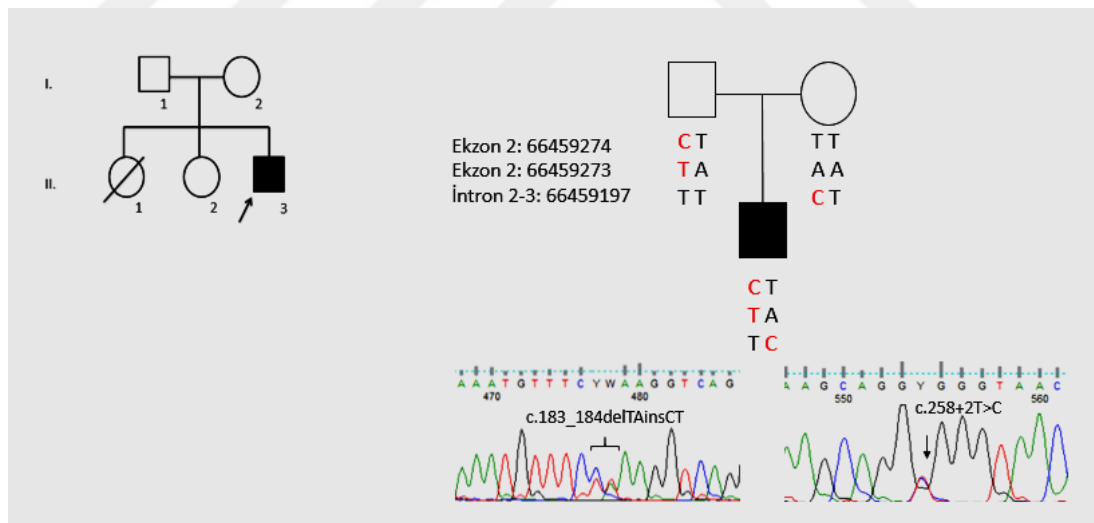 I.
1
2
II.
1
2
3
Ekzon 2: 66459274
Ekzon 2: 66459273
İntron 2-3: 66459197
C T
T A
T T
T T
A A
C T
C T
T A
T C
A A A T G T T T C Y W A A G G T C A G
470
480
c.183_184delTAinsCT
A A G C A G G Y G G G T A A C
550
560
c.258+2T>C